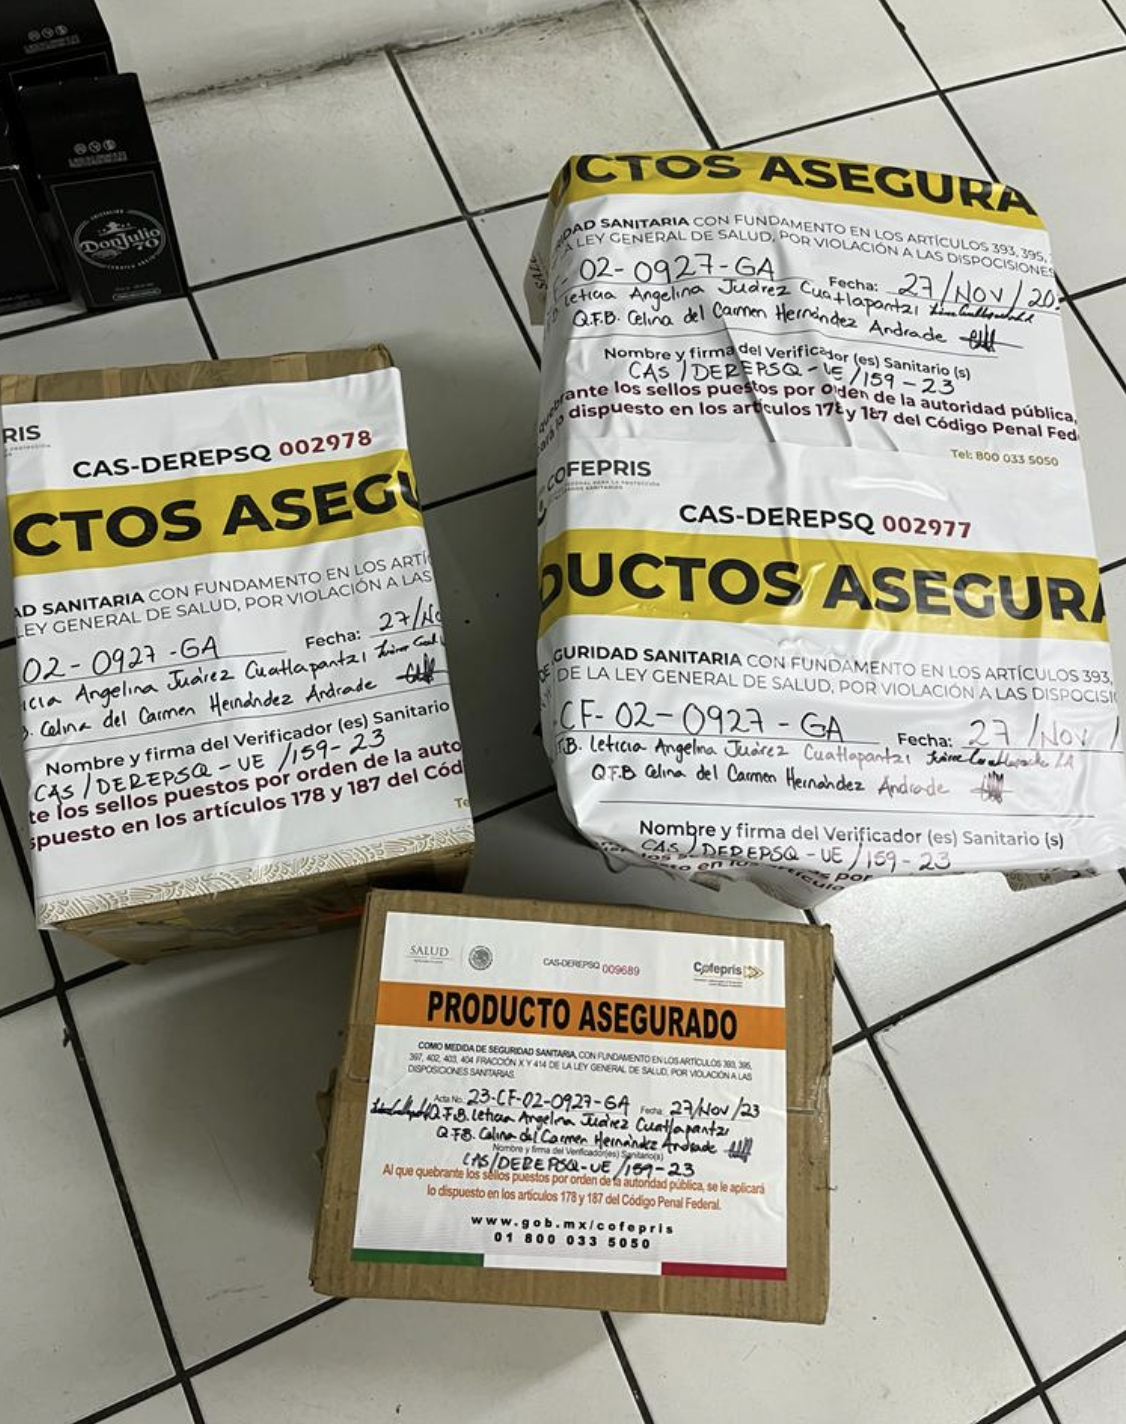 CRISTALINO
Don Julio
70
UCTOS ASEGURA
RIDAD SANITARIA CON FUNDAMENTO EN LOS ARTÍCULOS 393, 395,
A LEY GENERAL DE SALUD, POR VIOLACIÓN A LAS DISPOCISIONES
02-0927-GA Fecha: 27/NOV/20
Leticia Angelina Juárez Cuatlapantzi
Q.F.B. Celina del Carmen Hernández Andrade
Nombre y firma del Verificador (es) Sanitario (s)
CAS/DEREPSQ-UE/159-23
quebrante los sellos puestos por orden de la autoridad pública,
ará lo dispuesto en los artículos 178 y 187 del Código Penal Fed
Tel: 800 033 5050
COFEPRIS
CAS-DEREPSQ 002977
DUCTOS ASEGURA
GURIDAD SANITARIA CON FUNDAMENTO EN LOS ARTÍCULOS 393,
DE LA LEY GENERAL DE SALUD, POR VIOLACIÓN A LAS DISPOCISI
CF-02-0927-GA Fecha: 27/Nov/
.B. Leticia Angelina Juárez Cuatlapantzi
Q.F.B Celina del Carmen Hernández Andrade
Nombre y firma del Verificador (es) Sanitario (s)
CAS/DEREPSQ-UE/159-23
RIS
CAS-DEREPSQ 002978
CTOS ASEGU
AD SANITARIA CON FUNDAMENTO EN LOS ARTÍ
LEY GENERAL DE SALUD, POR VIOLACIÓN A LAS
02-0927-GA Fecha: 27/No
icia Angelina Juárez Cuatlapantzi
. Celina del Carmen Hernández Andrade
Nombre y firma del Verificador (es) Sanitario
CAS/DEREPSQ-UE/159-23
te los sellos puestos por orden de la auto
spuesto en los artículos 178 y 187 del Cód
Te
SALUD
CAS-DEREPSQ 009689
Cofepris
PRODUCTO ASEGURADO
COMO MEDIDA DE SEGURIDAD SANITARIA, CON FUNDAMENTO EN LOS ARTÍCULOS 393, 395,
397, 402, 403, 404 FRACCIÓN X Y 414 DE LA LEY GENERAL DE SALUD, POR VIOLACIÓN A LAS
DISPOSICIONES SANITARIAS.
Acta No. 23-CF-02-0927-GA Fecha: 27/Nov/23
Q.F.B. Leticia Angelina Juárez Cuatlapantzi
Q.F.B. Celina del Carmen Hernández Andrade
Nombre y firma del Verificador(es) Sanitario(s)
CAS/DEREPSQ-UE/159-23
Al que quebrante los sellos puestos por orden de la autoridad pública, se le aplicará
lo dispuesto en los artículos 178 y 187 del Código Penal Federal.
www.gob.mx/cofepris
01 800 033 5050